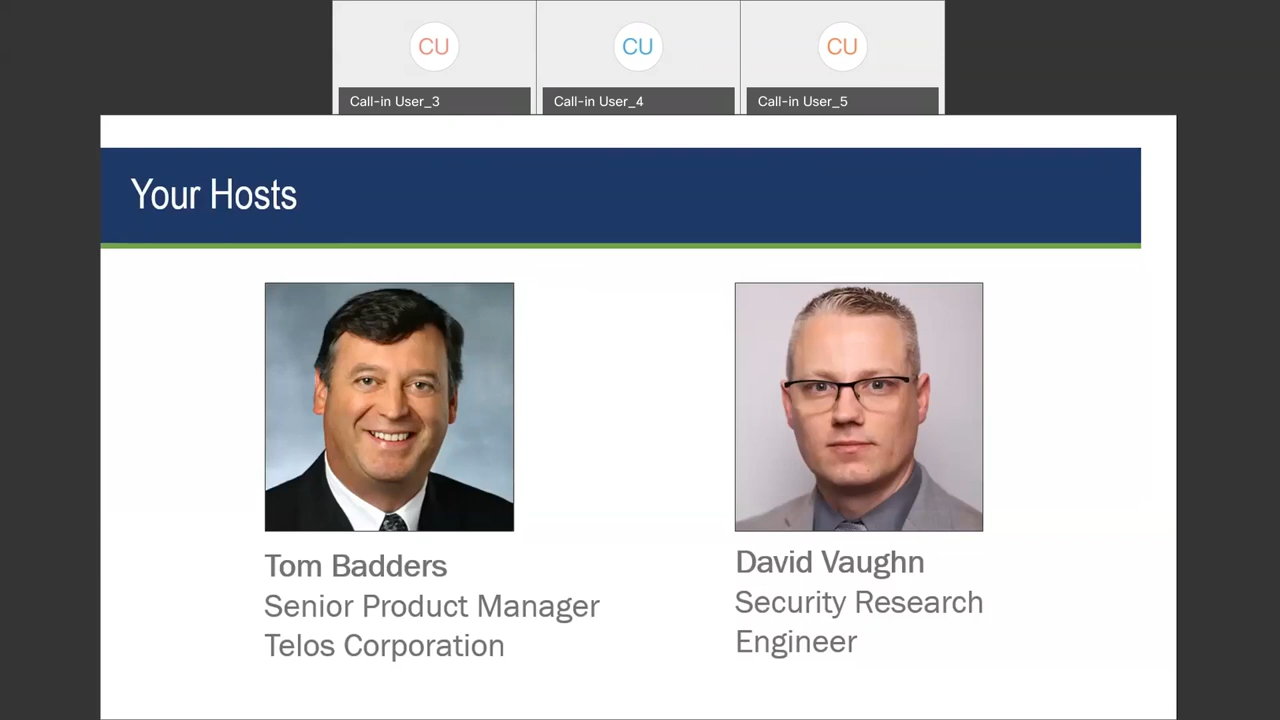 CU
CU
CU
Call-in User_3
Call-in User_4
Call-in User_5
Your Hosts
Tom Badders
Senior Product Manager
Telos Corporation
David Vaughn
Security Research
Engineer